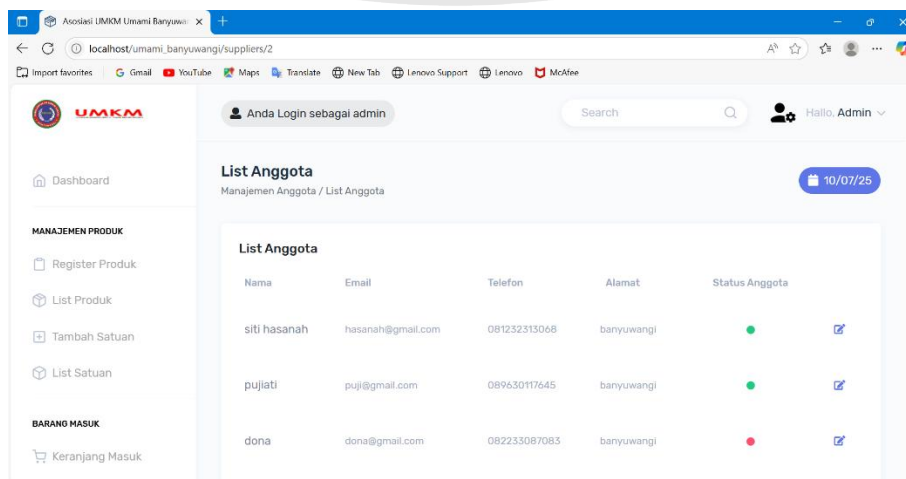 Asosiasi UMKM Umami Banyuwa
localhost/umami_banyuwangi/suppliers/2
Import favorites Gmail YouTube Maps Translate New Tab Lenovo Support Lenovo McAfee
UMKM
Anda Login sebagai admin
Search
Hallo, Admin
Dashboard
List Anggota
Manajemen Anggota / List Anggota
10/07/25
MANAJEMEN PRODUK
Register Produk
List Produk
Tambah Satuan
List Satuan
BARANG MASUK
Keranjang Masuk
List Anggota
Nama Email Telefon Alamat Status Anggota
siti hasanah hasanah@gmail.com 081232313068 banyuwangi
pujiati puji@gmail.com 089630117645 banyuwangi
dona dona@gmail.com 082233087083 banyuwangi